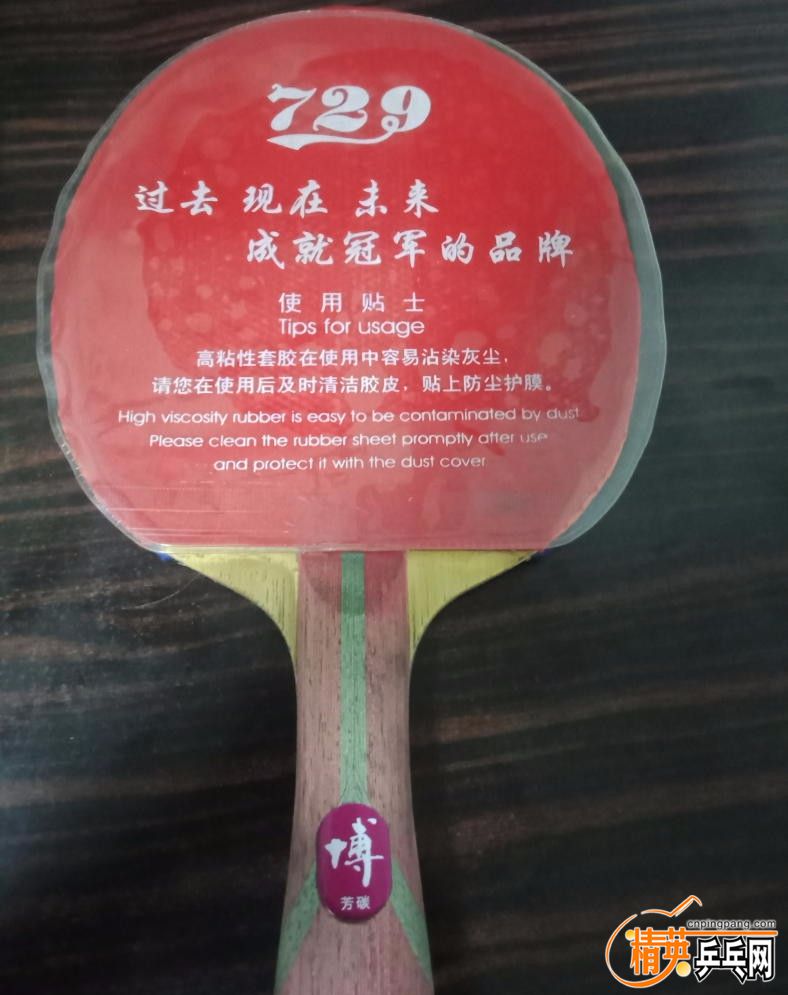 729
过去 现在 未来
成就冠军的品牌
使用贴士
Tips for usage
高粘性套胶在使用中容易沾染灰尘，
请您在使用后及时清洁胶皮，贴上防尘护膜。
High viscosity rubber is easy to be contaminated by dust
Please clean the rubber sheet promptly after use
and protect it with the dust cover
博
芳碳
cnpingpang.com
精英乒乓网